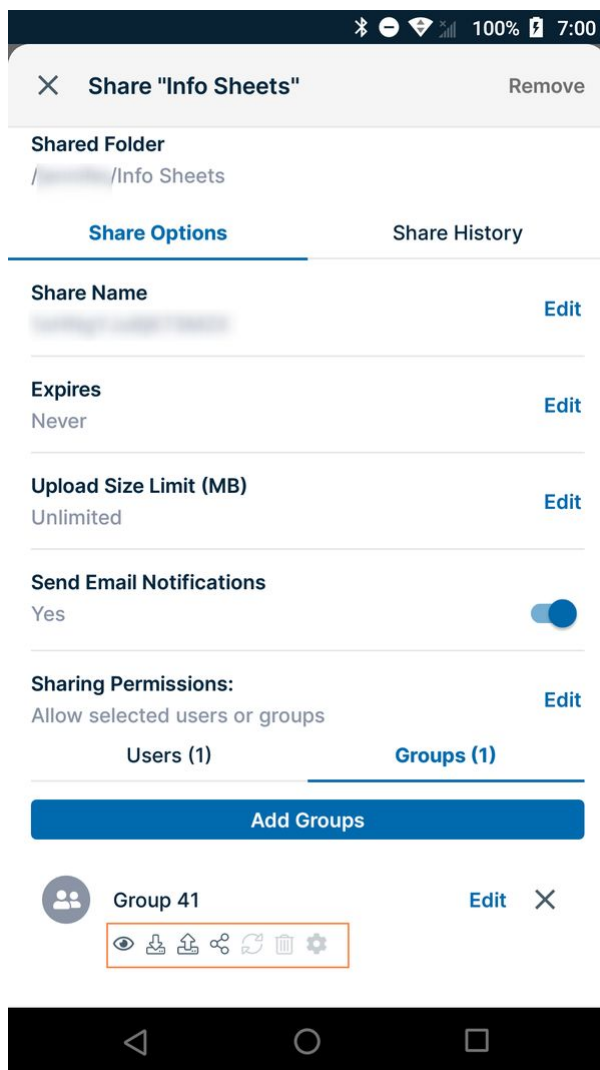 100% 7:00
Share "Info Sheets" Remove
Shared Folder
/ /Info Sheets
Share Options Share History
Share Name
Edit
Expires
Never
Edit
Upload Size Limit (MB)
Unlimited
Edit
Send Email Notifications
Yes
Sharing Permissions:
Allow selected users or groups
Edit
Users (1) Groups (1)
Add Groups
Group 41 Edit